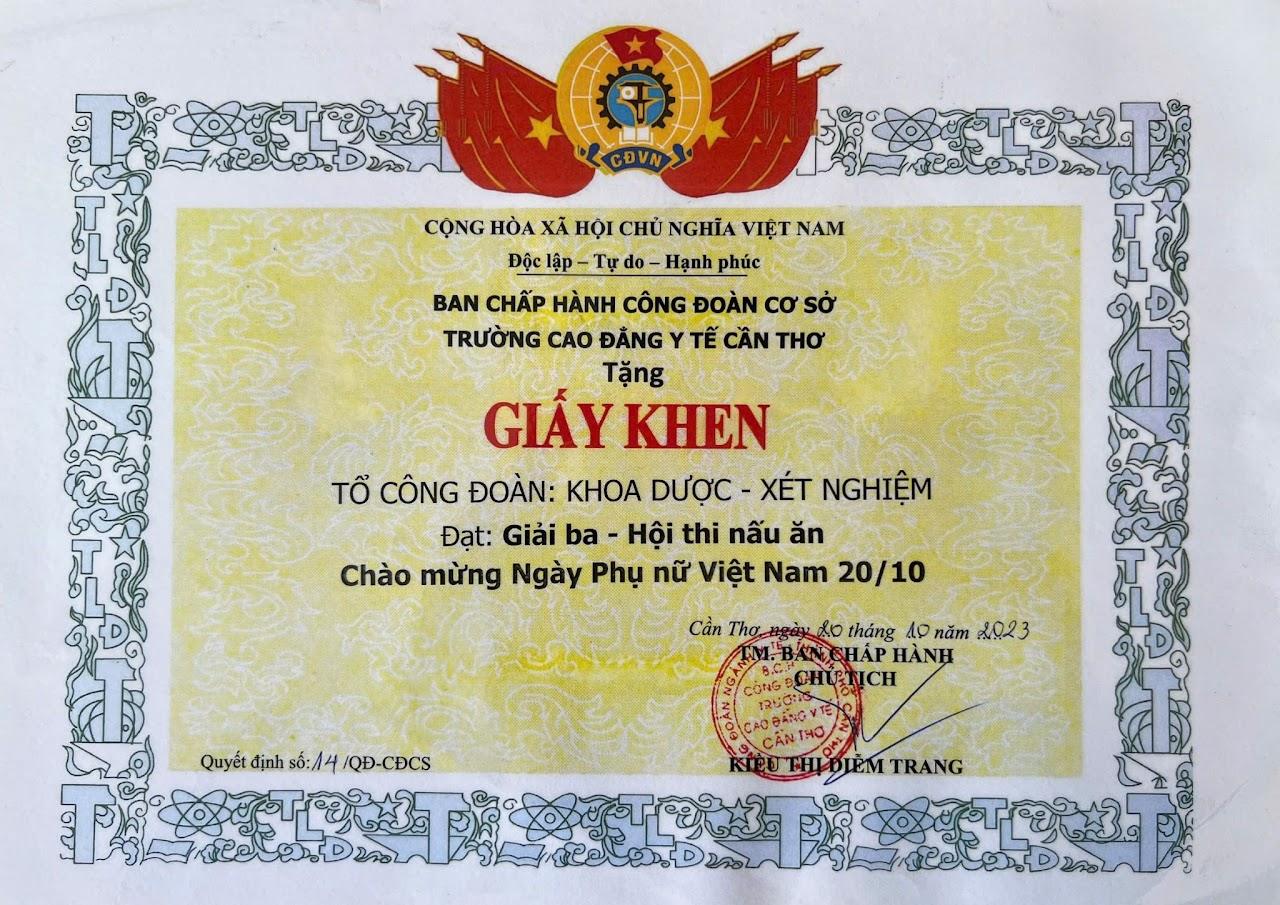 CĐVN
CỘNG HÒA XÃ HỘI CHỦ NGHĨA VIỆT NAM
Độc lập – Tự do – Hạnh phúc
BAN CHẤP HÀNH CÔNG ĐOÀN CƠ SỞ
TRƯỜNG CAO ĐẲNG Y TẾ CẦN THƠ
Tặng
GIẤY KHEN
TỔ CÔNG ĐOÀN: KHOA DƯỢC - XÉT NGHIỆM
Đạt: Giải ba - Hội thi nấu ăn
Chào mừng Ngày Phụ nữ Việt Nam 20/10
Cần Thơ, ngày 20 tháng 10 năm 2023
TM. BAN CHẤP HÀNH
CHỦ TỊCH
B.C.H
CÔNG ĐOÀN
TRƯỜNG
CAO ĐẲNG Y TẾ
CẦN THƠ
KIỀU THỊ DIỄM TRANG
Quyết định số: 14 /QĐ-CĐCS